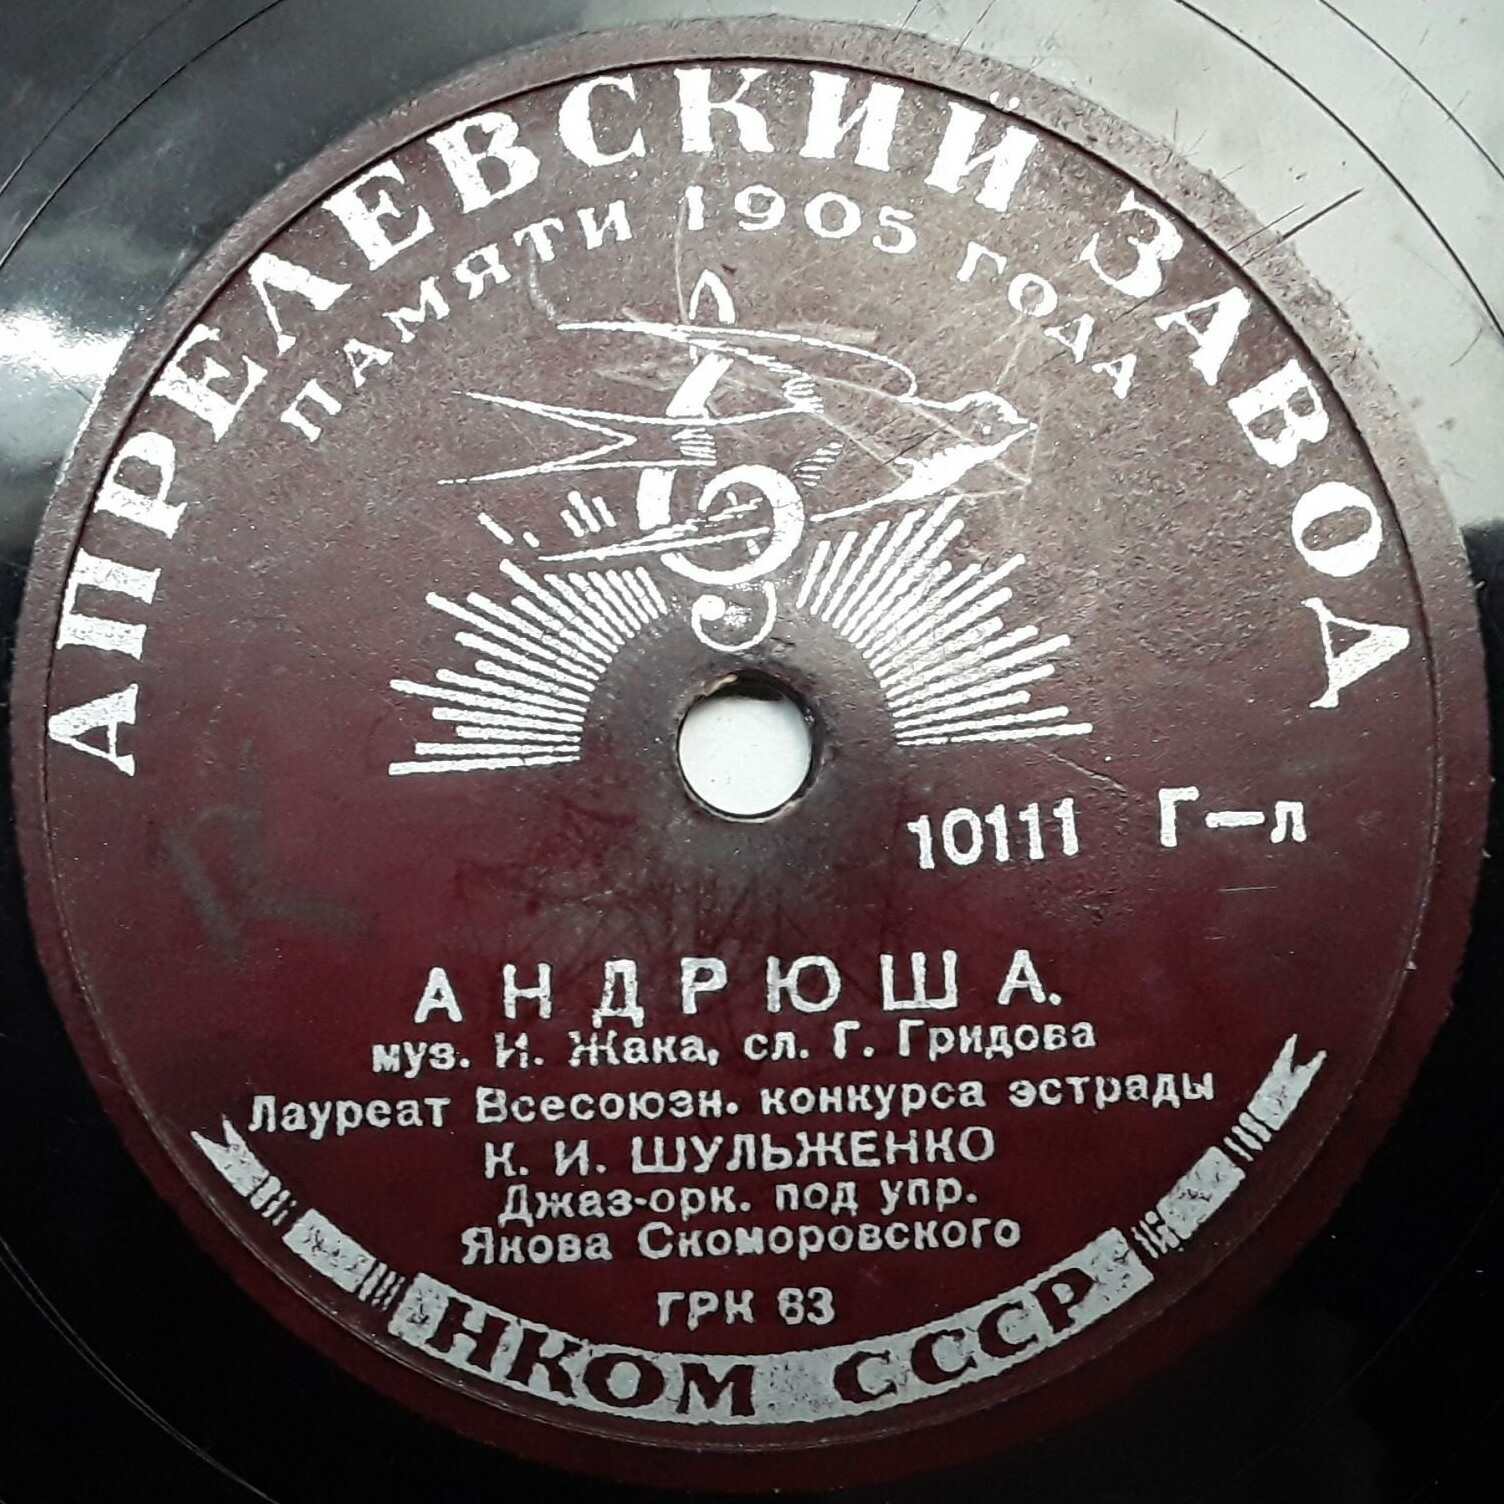 АПРЕЛЕВСКИЙ ЗАВОД
ПАМЯТИ 1905 ГОДА
10111 Г-л
АНДРЮША.
муз. И. Жака, сл. Г. Гридова
Лауреат Всесоюзн. конкурса эстрады
К. И. ШУЛЬЖЕНКО
Джаз-орк. под упр.
Якова Скоморовского
ГРК 63
НКОМ СССР